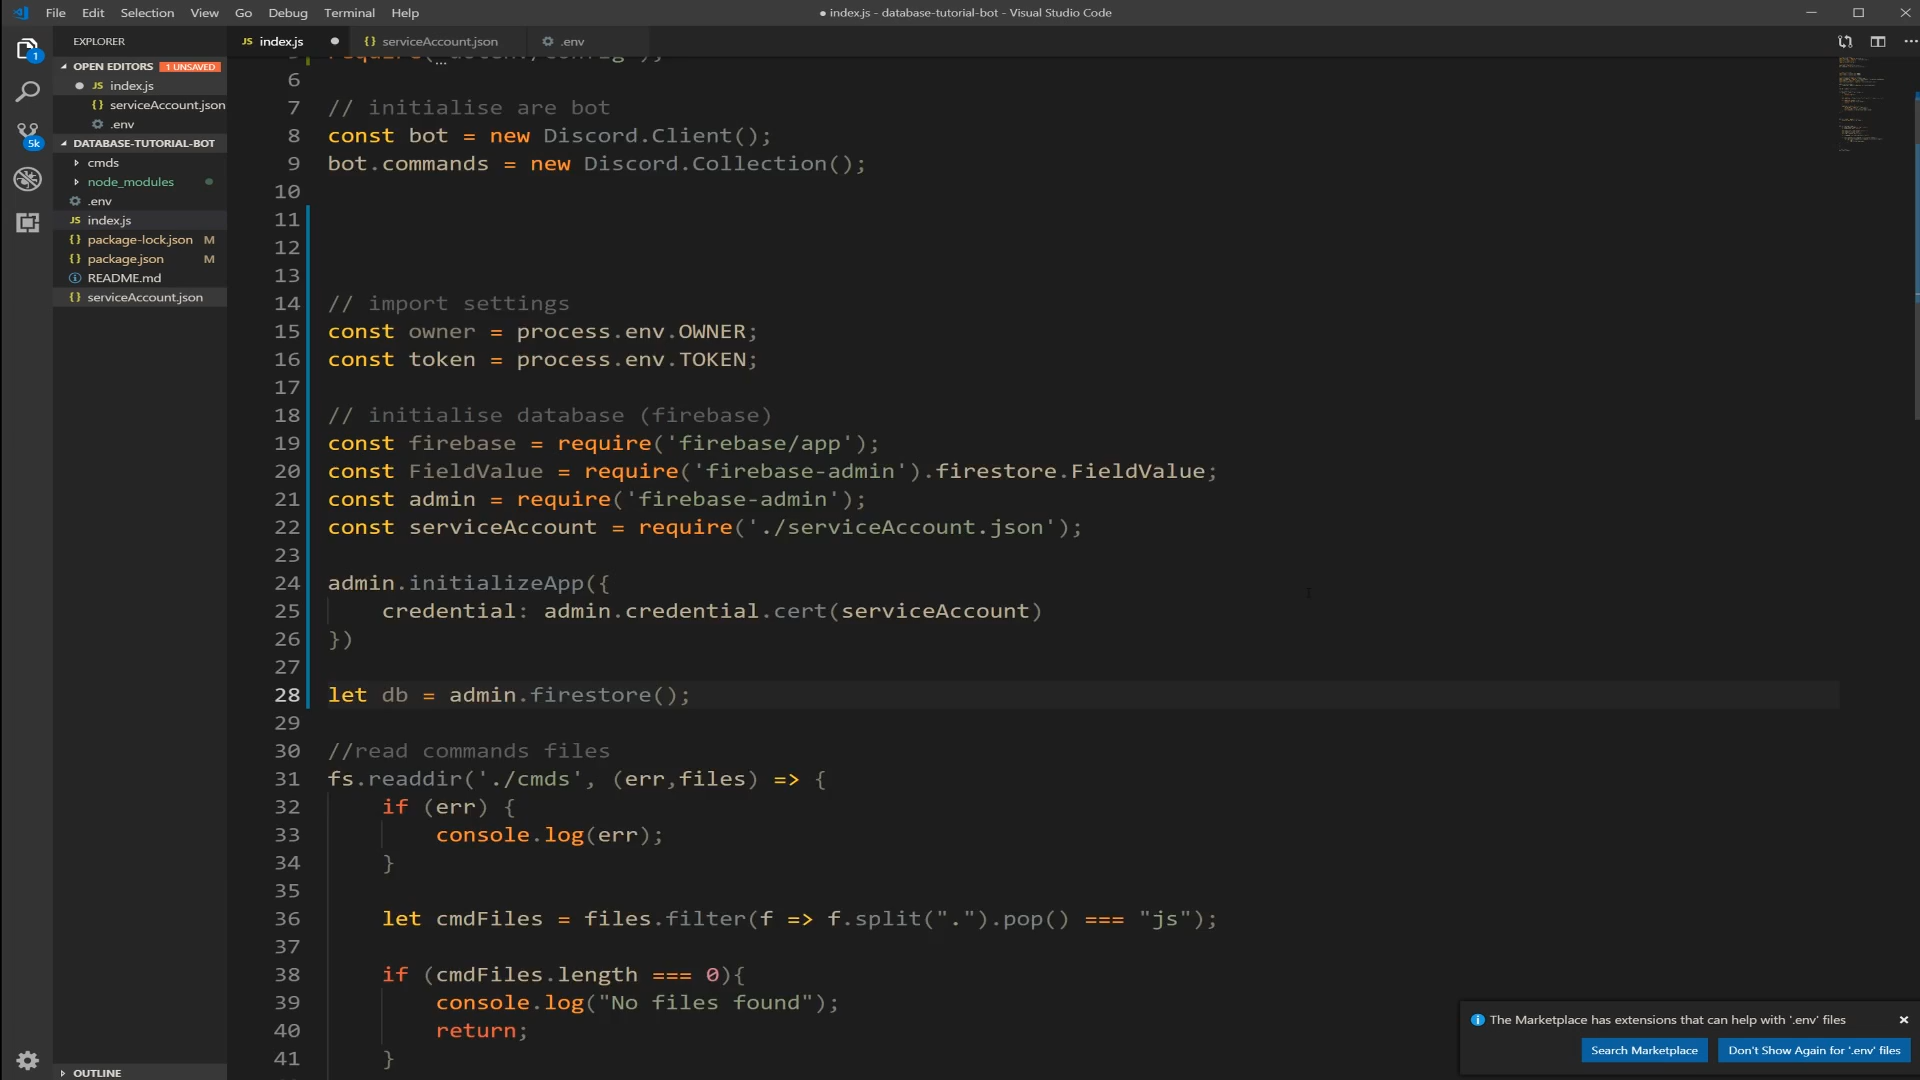 File Edit Selection View Go Debug Terminal Help
● index.js - database-tutorial-bot - Visual Studio Code
EXPLORER
OPEN EDITORS 1 UNSAVED
JS index.js
{} serviceAccount.json
.env
DATABASE-TUTORIAL-BOT
cmds
node_modules
.env
JS index.js
{} package-lock.json M
{} package.json M
README.md
{} serviceAccount.json
OUTLINE
1
5k
JS index.js ● {} serviceAccount.json .env
6
7 // initialise are bot
8 const bot = new Discord.Client();
9 bot.commands = new Discord.Collection();
10
11
12
13
14 // import settings
15 const owner = process.env.OWNER;
16 const token = process.env.TOKEN;
17
18 // initialise database (firebase)
19 const firebase = require('firebase/app');
20 const FieldValue = require('firebase-admin').firestore.FieldValue;
21 const admin = require('firebase-admin');
22 const serviceAccount = require('./serviceAccount.json');
23
24 admin.initializeApp({
25 credential: admin.credential.cert(serviceAccount)
26 })
27
28 let db = admin.firestore();
29
30 //read commands files
31 fs.readdir('./cmds', (err,files) => {
32 if (err) {
33 console.log(err);
34 }
35
36 let cmdFiles = files.filter(f => f.split(".").pop() === "js");
37
38 if (cmdFiles.length === 0){
39 console.log("No files found");
40 return;
41 }
The Marketplace has extensions that can help with '.env' files
Search Marketplace Don't Show Again for '.env' files